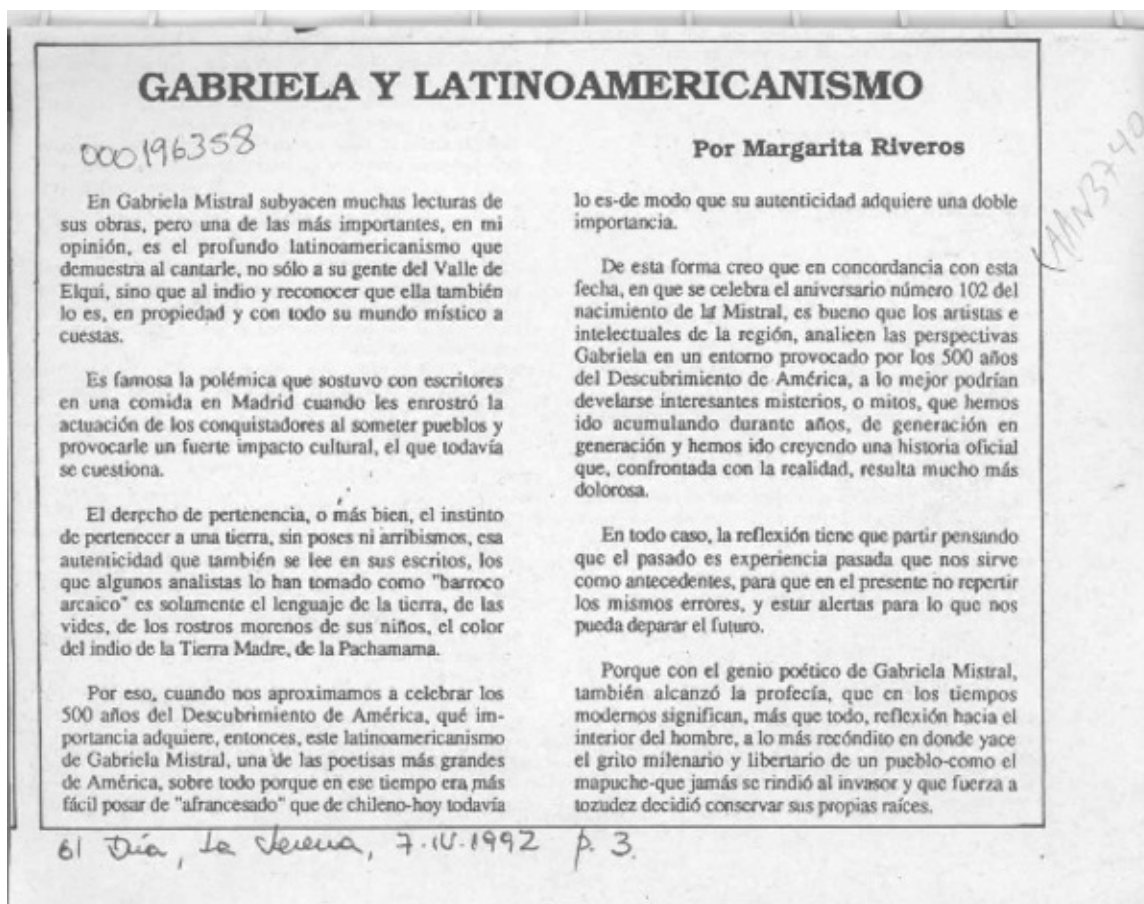 GABRIELA Y LATINOAMERICANISMO
000,196358
Por Margarita Riveros
En Gabriela Mistral subyacen muchas lecturas de
sus obras, pero una de las más importantes, en mi
opinión, es el profundo latinoamericanismo que
demuestra al cantarle, no sólo a su gente del Valle de
Elqui, sino que al indio y reconocer que ella también
lo es, en propiedad y con todo su mundo místico a
cuestas.
Es famosa la polémica que sostuvo con escritores
en una comida en Madrid cuando les enrostró la
actuación de los conquistadores al someter pueblos y
provocarle un fuerte impacto cultural, el que todavía
se cuestiona.
El derecho de pertenencia, o más bien, el instinto
de pertenecer a una tierra, sin poses ni arribismos, esa
autenticidad que también se lee en sus escritos, los
que algunos analistas lo han tomado como "barroco
arcaico" es solamente el lenguaje de la tierra, de las
vides, de los rostros morenos de sus niños, el color
del indio de la Tierra Madre, de la Pachamama.
Por eso, cuando nos aproximamos a celebrar los
500 años del Descubrimiento de América, qué im-
portancia adquiere, entonces, este latinoamericanismo
de Gabriela Mistral, una de las poetisas más grandes
de América, sobre todo porque en ese tiempo era más
fácil posar de "afrancesado" que de chileno-hoy todavía
lo es-de modo que su autenticidad adquiere una doble
importancia.
De esta forma creo que en concordancia con esta
fecha, en que se celebra el aniversario número 102 del
nacimiento de la Mistral, es bueno que los artistas e
intelectuales de la región, analicen las perspectivas
Gabriela en un entorno provocado por los 500 años
del Descubrimiento de América, a lo mejor podrían
develarse interesantes misterios, o mitos, que hemos
ido acumulando durante años, de generación en
generación y hemos ido creyendo una historia oficial
que, confrontada con la realidad, resulta mucho más
dolorosa.
En todo caso, la reflexión tiene que partir pensando
que el pasado es experiencia pasada que nos sirve
como antecedentes, para que en el presente no repertir
los mismos errores, y estar alertas para lo que nos
pueda deparar el futuro.
Porque con el genio poético de Gabriela Mistral,
también alcanzó la profecía, que en los tiempos
modernos significan, más que todo, reflexión hacia el
interior del hombre, a lo más recóndito en donde yace
el grito milenario y libertario de un pueblo-como el
mapuche-que jamás se rindió al invasor y que fuerza a
tozudez decidió conservar sus propias raíces.
El Día, La Serena, 7.IV.1992 p. 3.